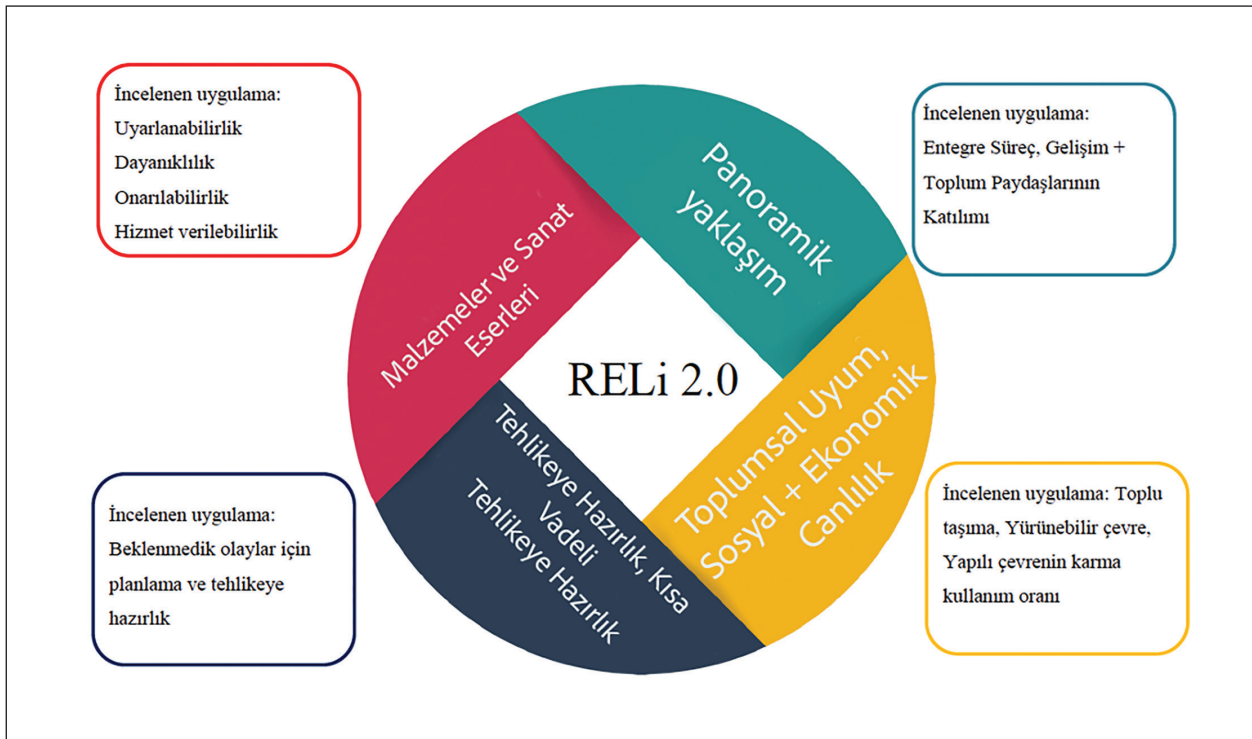 İncelenen uygulama:
Uyarlanabilirlik
Dayanıklılık
Onarılabilirlik
Hizmet verilebilirlik
İncelenen uygulama:
Entegre Süreç, Gelişim +
Toplum Paydaşlarının
Katılımı
Malzemeler ve Sanat
Eserleri
Panoramik
yaklaşım
RELi 2.0
Tehlikeye Hazırlık, Kısa
Vadeli
Tehlikeye Hazırlık
Toplumsal Uyum,
Sosyal + Ekonomik
Canlılık
İncelenen uygulama:
Beklenmedik olaylar için
planlama ve tehlikeye
hazırlık
İncelenen uygulama: Toplu
taşıma, Yürünebilir çevre,
Yapılı çevrenin karma
kullanım oranı